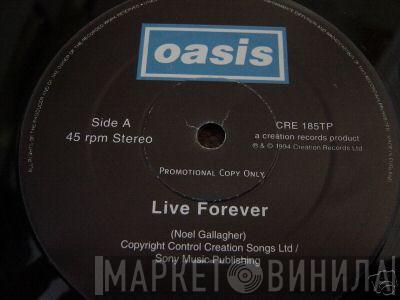 oasis
Side A
45 rpm Stereo
CRE 185TP
a creation records product
℗ & © 1994 Creation Records Ltd
PROMOTIONAL COPY ONLY
Live Forever
(Noel Gallagher)
Copyright Control Creation Songs Ltd /
Sony Music Publishing
МАРКЕТ ВИНИЛА